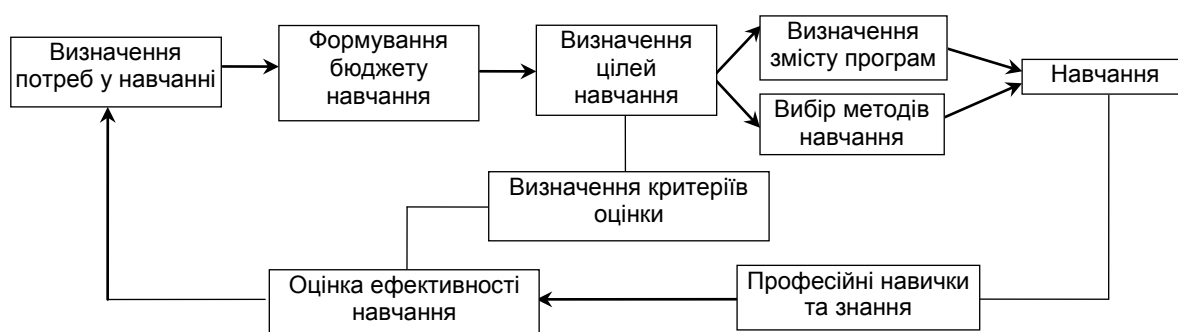 Визначення
потреб у навчанні
Формування
бюджету
навчання
Визначення
цілей
навчання
Визначення
змісту програм
Вибір методів
навчання
Навчання
Визначення критеріїв
оцінки
Оцінка ефективності
навчання
Професійні навички
та знання